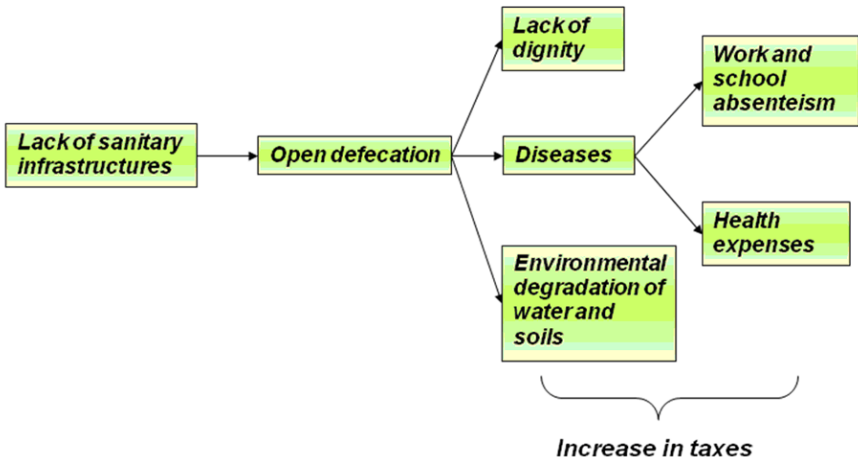 Lack of sanitary
infrastructures
Open defecation
Lack of
dignity
Diseases
Environmental
degradation of
water and
soils
Work and
school
absenteism
Health
expenses
Increase in taxes